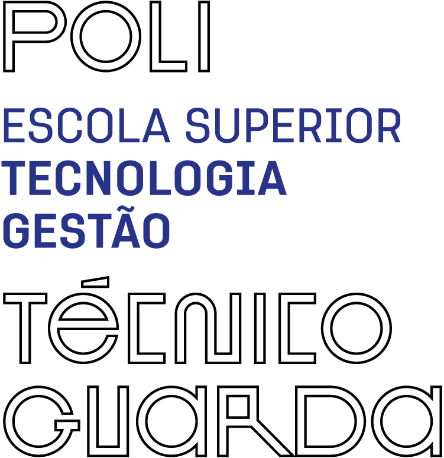 POLI
ESCOLA SUPERIOR
TECNOLOGIA
GESTÃO
TÉCNICO
GUARDA